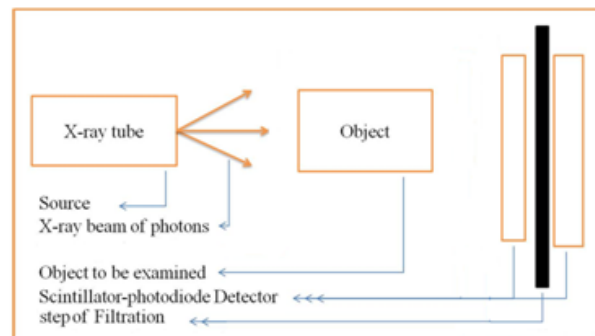 X-ray tube
Object
Source
X-ray beam of photons
Object to be examined
Scintillator-photodiode Detector
step of Filtration